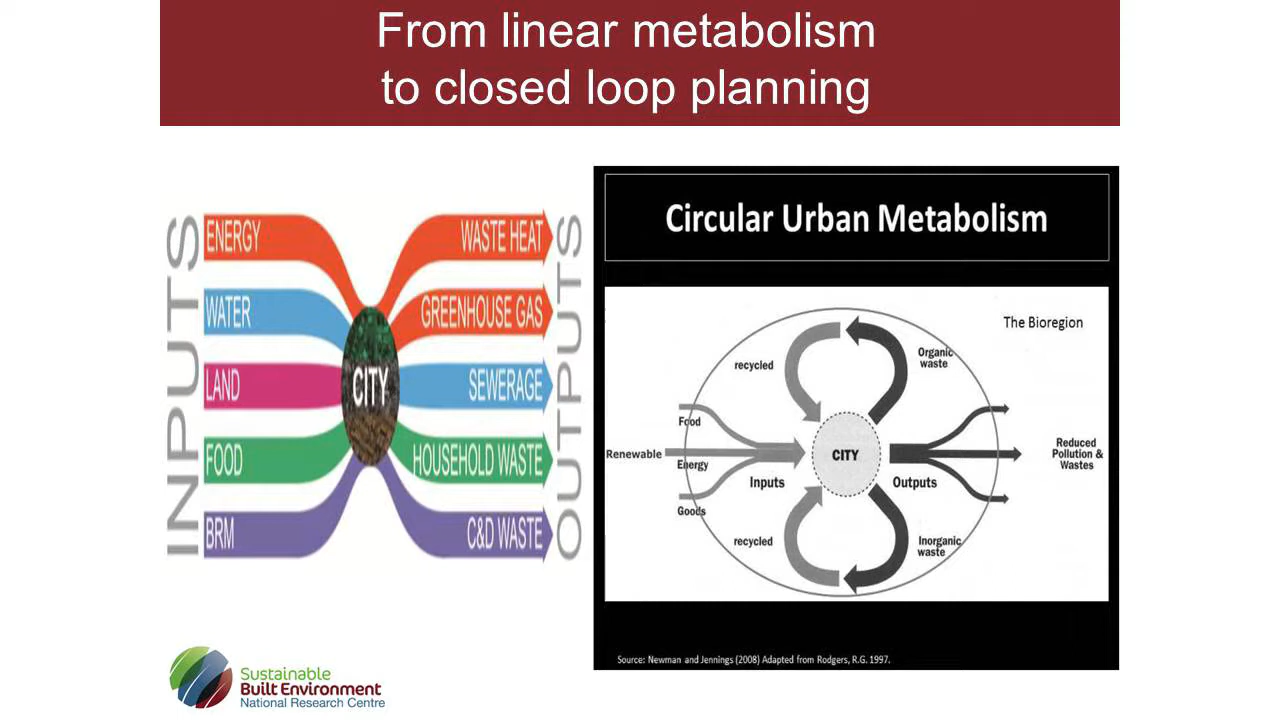 From linear metabolism
to closed loop planning
INPUTS
ENERGY
WATER
LAND
FOOD
BRM
CITY
WASTE HEAT
GREENHOUSE GAS
SEWERAGE
HOUSEHOLD WASTE
C&D WASTE
OUTPUTS
Circular Urban Metabolism
The Bioregion
recycled
Organic
waste
Food
Renewable
Energy
Goods
Inputs
CITY
Outputs
Reduced
Pollution &
Wastes
recycled
Inorganic
waste
Source: Newman and Jennings (2008) Adapted from Rodgers, R.G. 1997.
Sustainable
Built Environment
National Research Centre